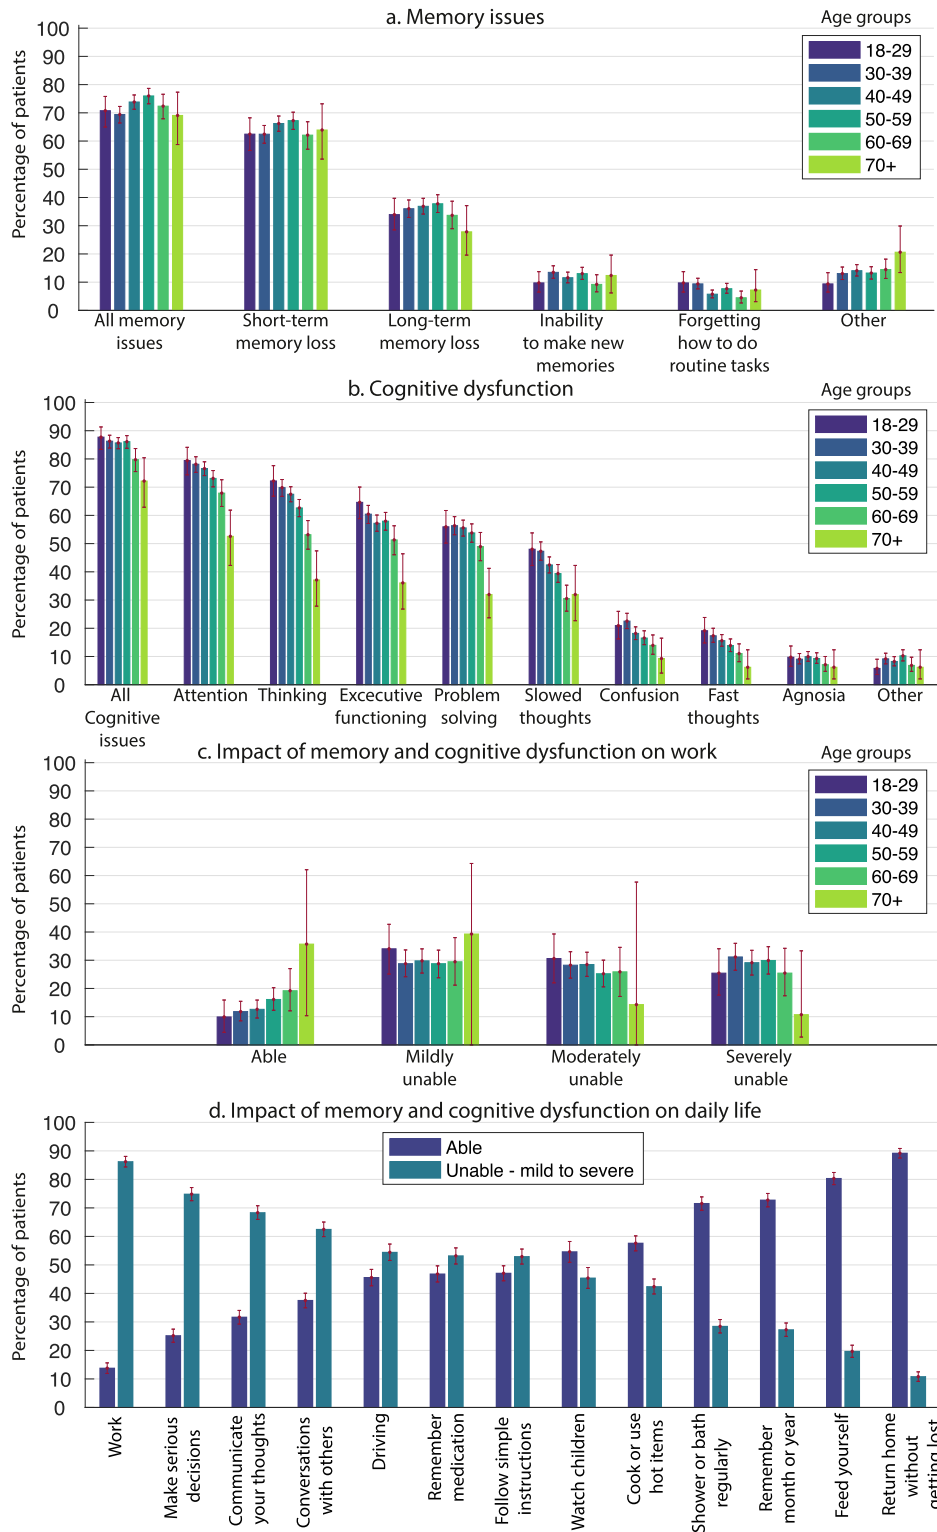 a. Memory issues
Age groups
18-29
30-39
40-49
50-59
60-69
70+
Percentage of patients
100
90
80
70
60
50
40
30
20
10
0
All memory
issues
Short-term
memory loss
Long-term
memory loss
Inability
to make new
memories
Forgetting
how to do
routine tasks
Other
b. Cognitive dysfunction
Age groups
18-29
30-39
40-49
50-59
60-69
70+
Percentage of patients
100
90
80
70
60
50
40
30
20
10
0
All
Cognitive
issues
Attention
Thinking
Excecutive
functioning
Problem
solving
Slowed
thoughts
Confusion
Fast
thoughts
Agnosia
Other
c. Impact of memory and cognitive dysfunction on work
Age groups
18-29
30-39
40-49
50-59
60-69
70+
Percentage of patients
100
90
80
70
60
50
40
30
20
10
0
Able
Mildly
unable
Moderately
unable
Severely
unable
d. Impact of memory and cognitive dysfunction on daily life
Able
Unable - mild to severe
Percentage of patients
100
90
80
70
60
50
40
30
20
10
0
Work
Make serious
decisions
Communicate
your thoughts
Conversations
with others
Driving
Remember
medication
Follow simple
instructions
Watch children
Cook or use
hot items
Shower or bath
regularly
Remember
month or year
Feed yourself
Return home
without
getting lost